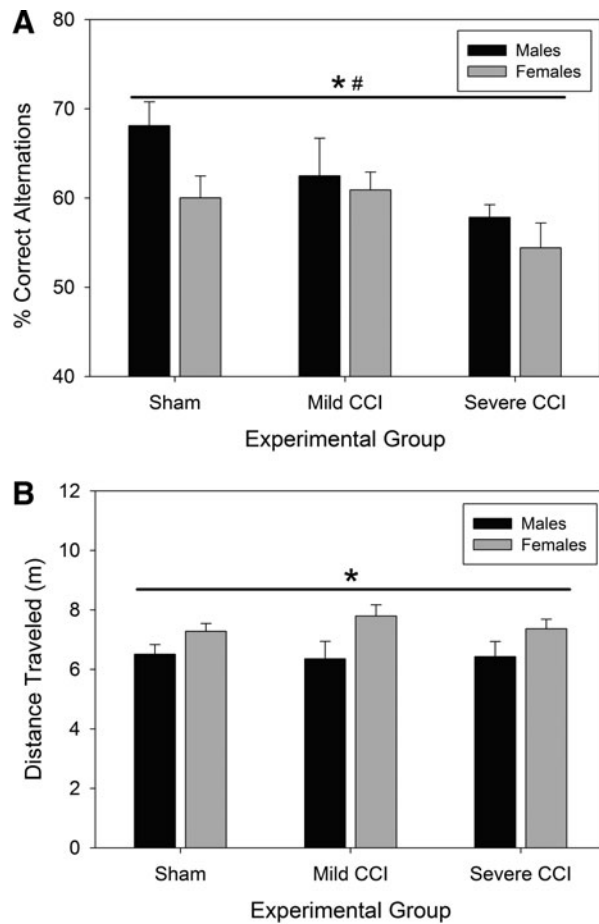 A
80
70
60
50
40
% Correct Alternations
Males
Females
* #
Sham Mild CCI Severe CCI
Experimental Group
B
12
10
8
6
4
2
0
Distance Traveled (m)
Males
Females
*
Sham Mild CCI Severe CCI
Experimental Group